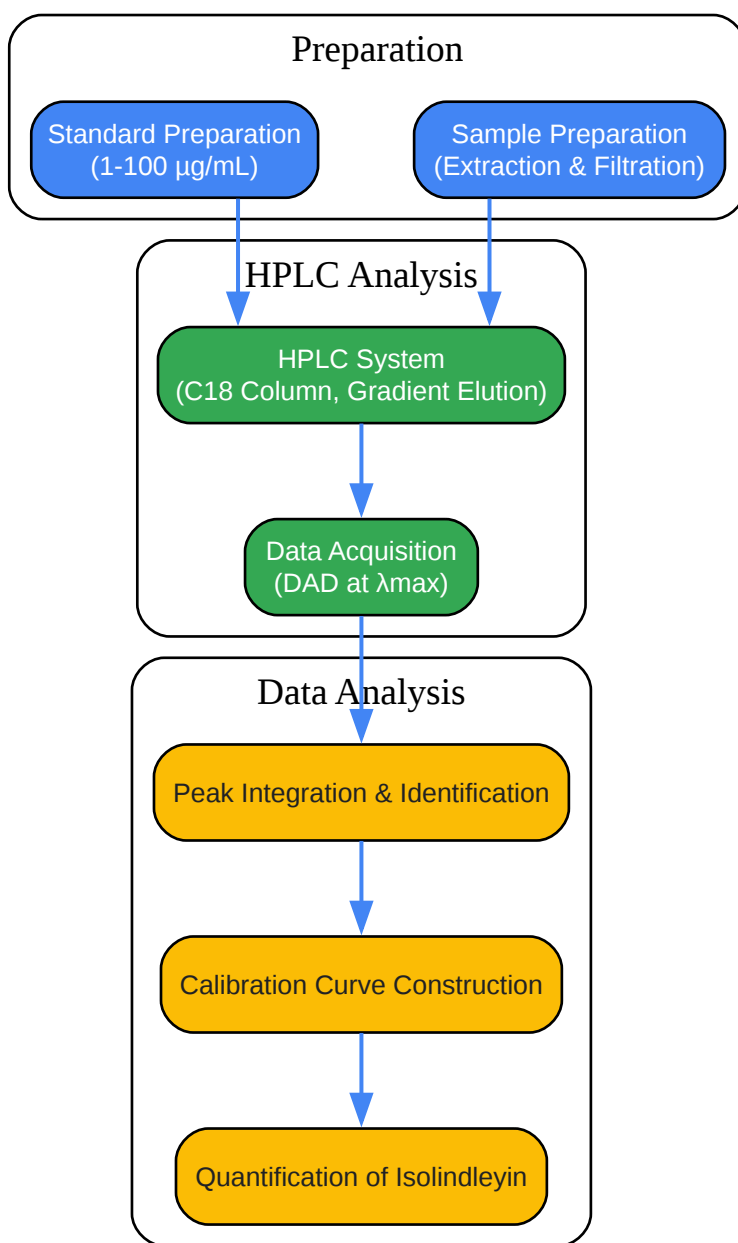 Preparation
Standard Preparation
(1-100 µg/mL)
Sample Preparation
(Extraction & Filtration)
HPLC Analysis
HPLC System
(C18 Column, Gradient Elution)
Data Acquisition
(DAD at λmax)
Data Analysis
Peak Integration & Identification
Calibration Curve Construction
Quantification of Isolindleyin